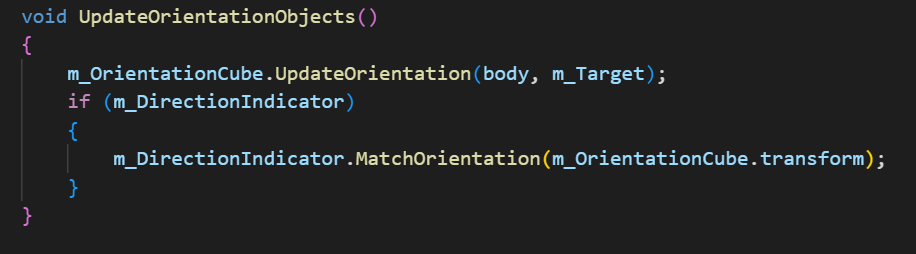 void UpdateOrientationObjects()
{
    m_OrientationCube.UpdateOrientation(body, m_Target);
    if (m_DirectionIndicator)
    {
        m_DirectionIndicator.MatchOrientation(m_OrientationCube.transform);
    }
}